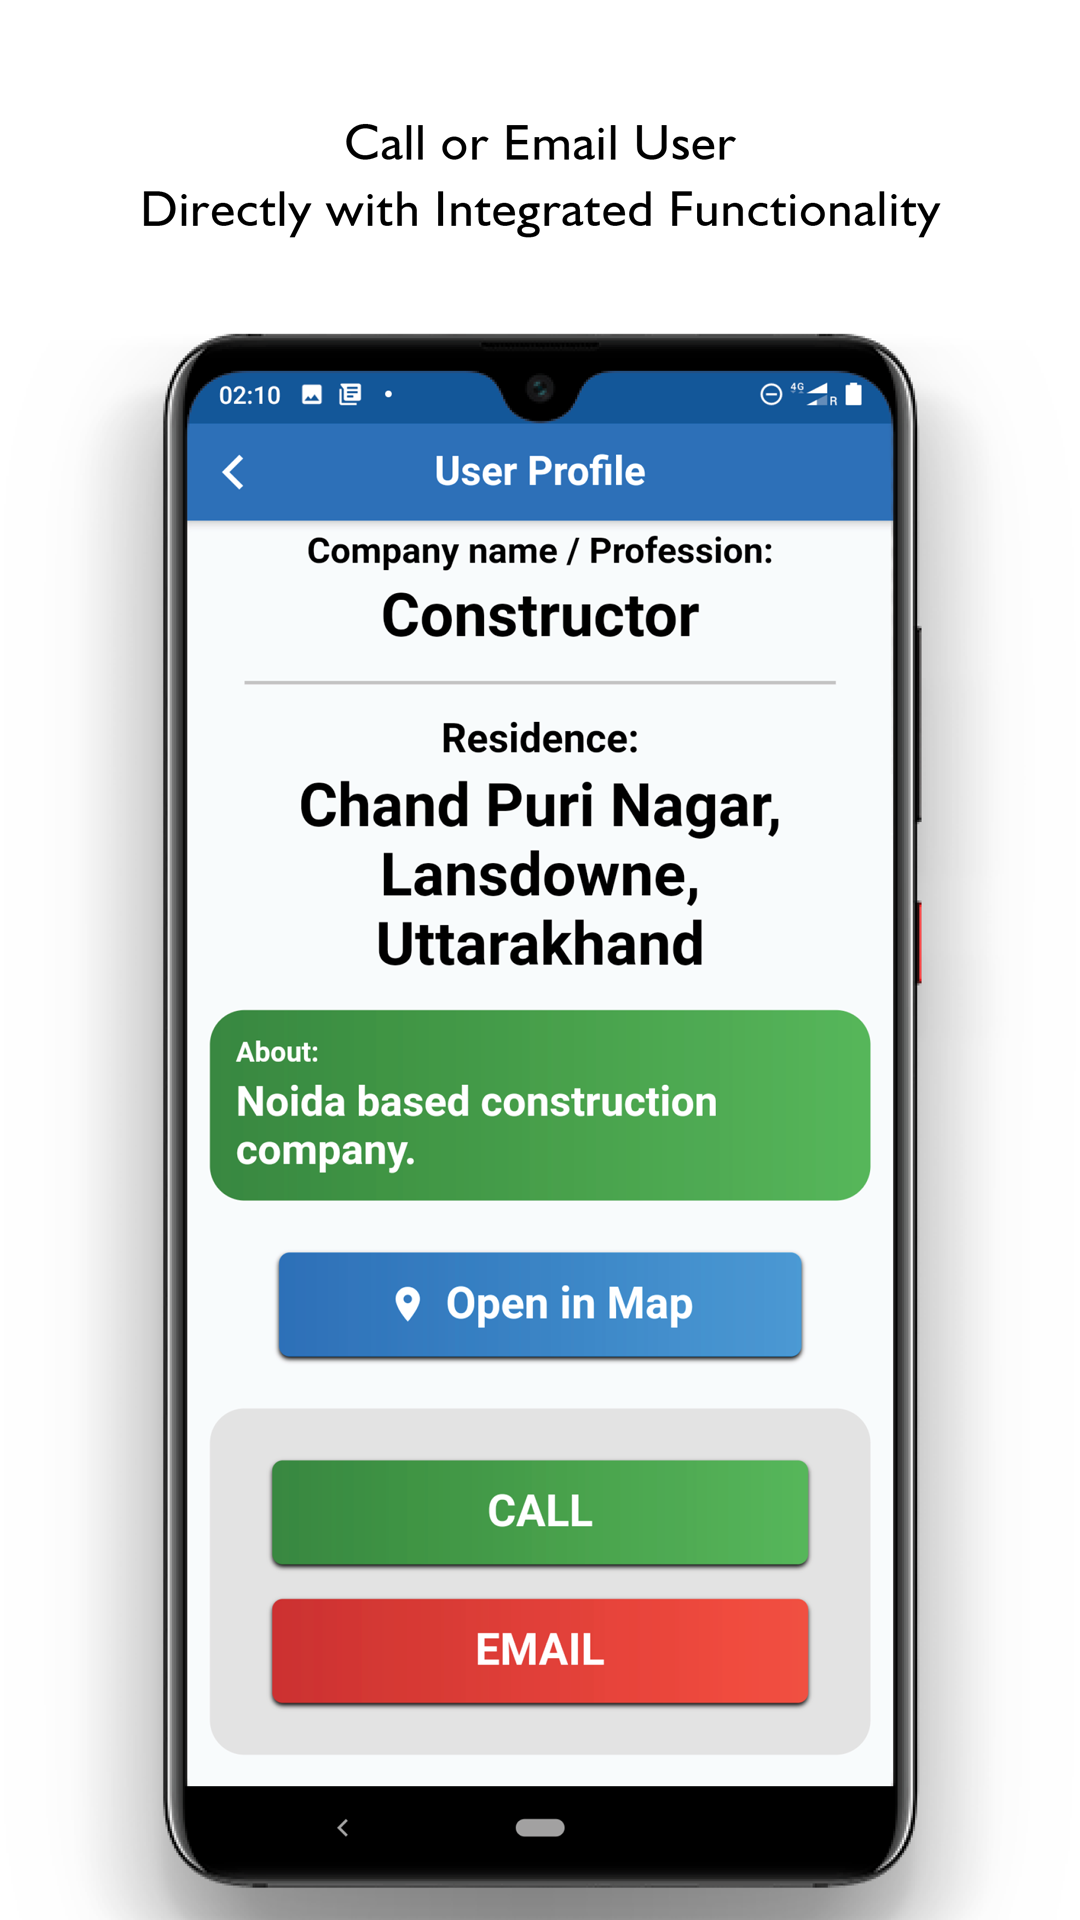 Call or Email User
Directly with Integrated Functionality
02:10
4G
R
User Profile
Company name / Profession:
Constructor
Residence:
Chand Puri Nagar,
Lansdowne,
Uttarakhand
About:
Noida based construction
company.
Open in Map
CALL
EMAIL